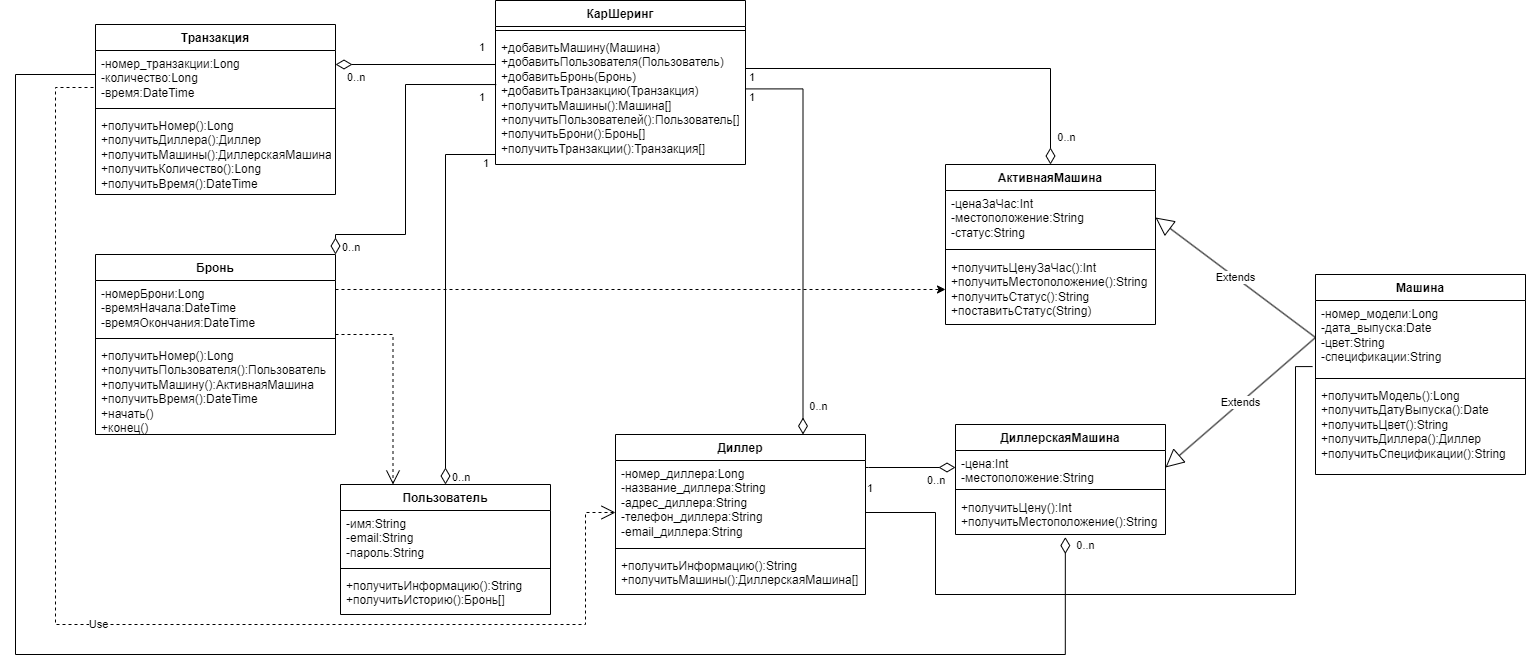 КарШеринг
+добавитьМашину(Машина)
+добавитьПользователя(Пользователь)
+добавитьБронь(Бронь)
+добавитьТранзакцию(Транзакция)
+получитьМашины():Машина[]
+получитьПользователей():Пользователь[]
+получитьБрони():Бронь[]
+получитьТранзакции():Транзакция[]
1
1
1
1
1
Транзакция
-номер_транзакции:Long
-количество:Long
-время:DateTime
+получитьНомер():Long
+получитьДиллера():Диллер
+получитьМашины():ДиллерскаяМашина
+получитьКоличество():Long
+получитьВремя():DateTime
0..n
0..n
АктивнаяМашина
-ценаЗаЧас:Int
-местоположение:String
-статус:String
+получитьЦенуЗаЧас():Int
+получитьМестоположение():String
+получитьСтатус():String
+поставитьСтатус(String)
0..n
Бронь
-номерБрони:Long
-времяНачала:DateTime
-времяОкончания:DateTime
+получитьНомер():Long
+получитьПользователя():Пользователь
+получитьМашину():АктивнаяМашина
+получитьВремя():DateTime
+начать()
+конец()
Extends
Машина
-номер_модели:Long
-дата_выпуска:Date
-цвет:String
-спецификации:String
+получитьМодель():Long
+получитьДатуВыпуска():Date
+получитьЦвет():String
+получитьДиллера():Диллер
+получитьСпецификации():String
Extends
0..n
Диллер
-номер_диллера:Long
-название_диллера:String
-адрес_диллера:String
-телефон_диллера:String
-email_диллера:String
+получитьИнформацию():String
+получитьМашины():ДиллерскаяМашина[]
1
0..n
ДиллерскаяМашина
-цена:Int
-местоположение:String
+получитьЦену():Int
+получитьМестоположение():String
0..n
0..n
Пользователь
-имя:String
-email:String
-пароль:String
+получитьИнформацию():String
+получитьИсторию():Бронь[]
Use